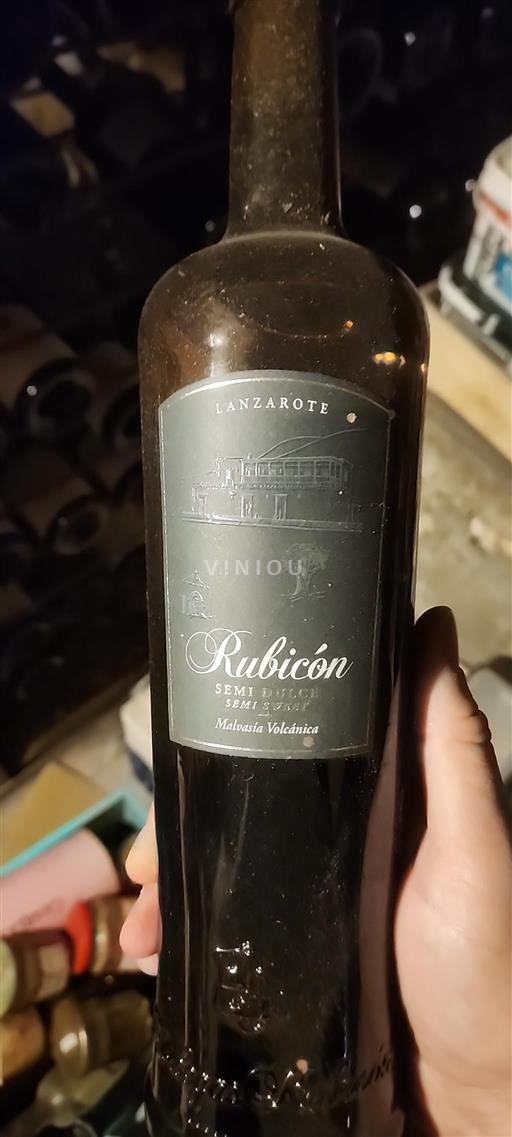 LANZAROTE
VINIOU
Rubicón
SEMI DULCE
SEMI SWEET
Malvasía Volcánica